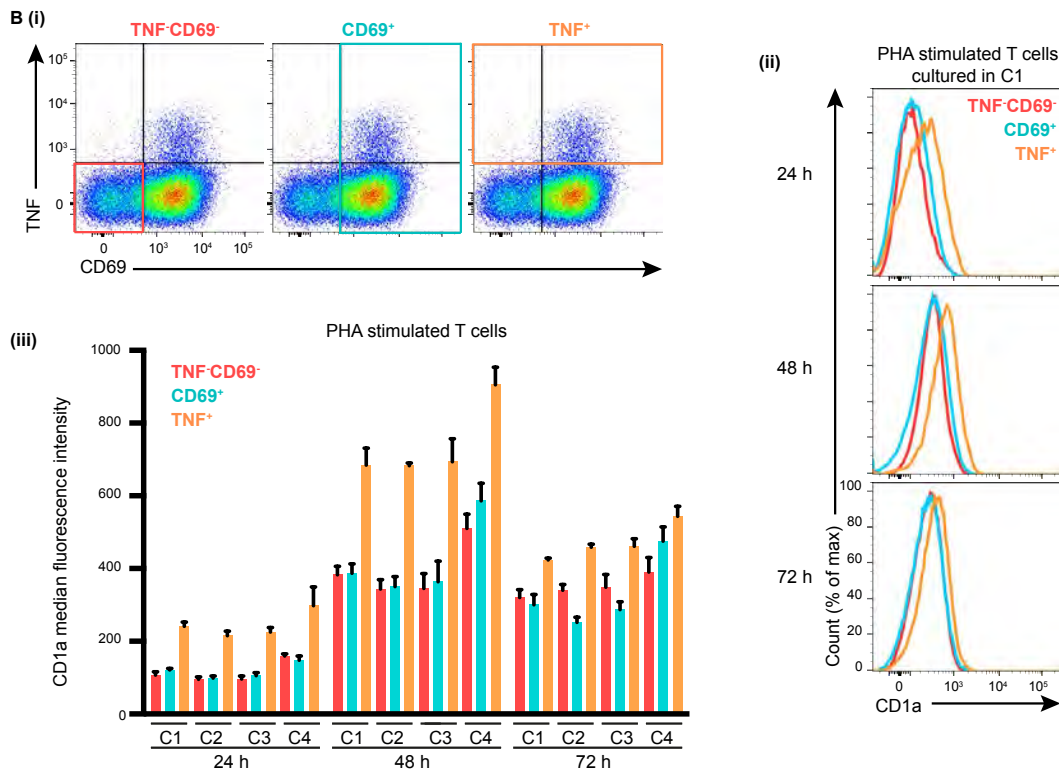 B (i)
TNF⁻CD69⁻
CD69⁺
TNF⁺
10⁵
10⁴
10³
0
TNF
0
10³
10⁴
10⁵
CD69
(ii)
PHA stimulated T cells
cultured in C1
TNF⁻CD69⁻
CD69⁺
TNF⁺
24 h
48 h
72 h
100
80
60
40
20
0
Count (% of max)
0
10³
10⁴
10⁵
CD1a
(iii)
PHA stimulated T cells
TNF⁻CD69⁻
CD69⁺
TNF⁺
1000
800
600
400
200
0
CD1a median fluorescence intensity
C1 C2 C3 C4 C1 C2 C3 C4 C1 C2 C3 C4
24 h 48 h 72 h